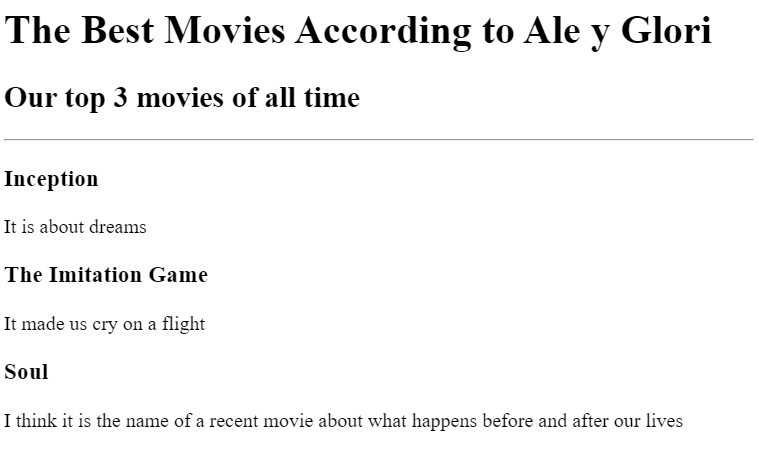 The Best Movies According to Ale y Glori
Our top 3 movies of all time
Inception
It is about dreams
The Imitation Game
It made us cry on a flight
Soul
I think it is the name of a recent movie about what happens before and after our lives